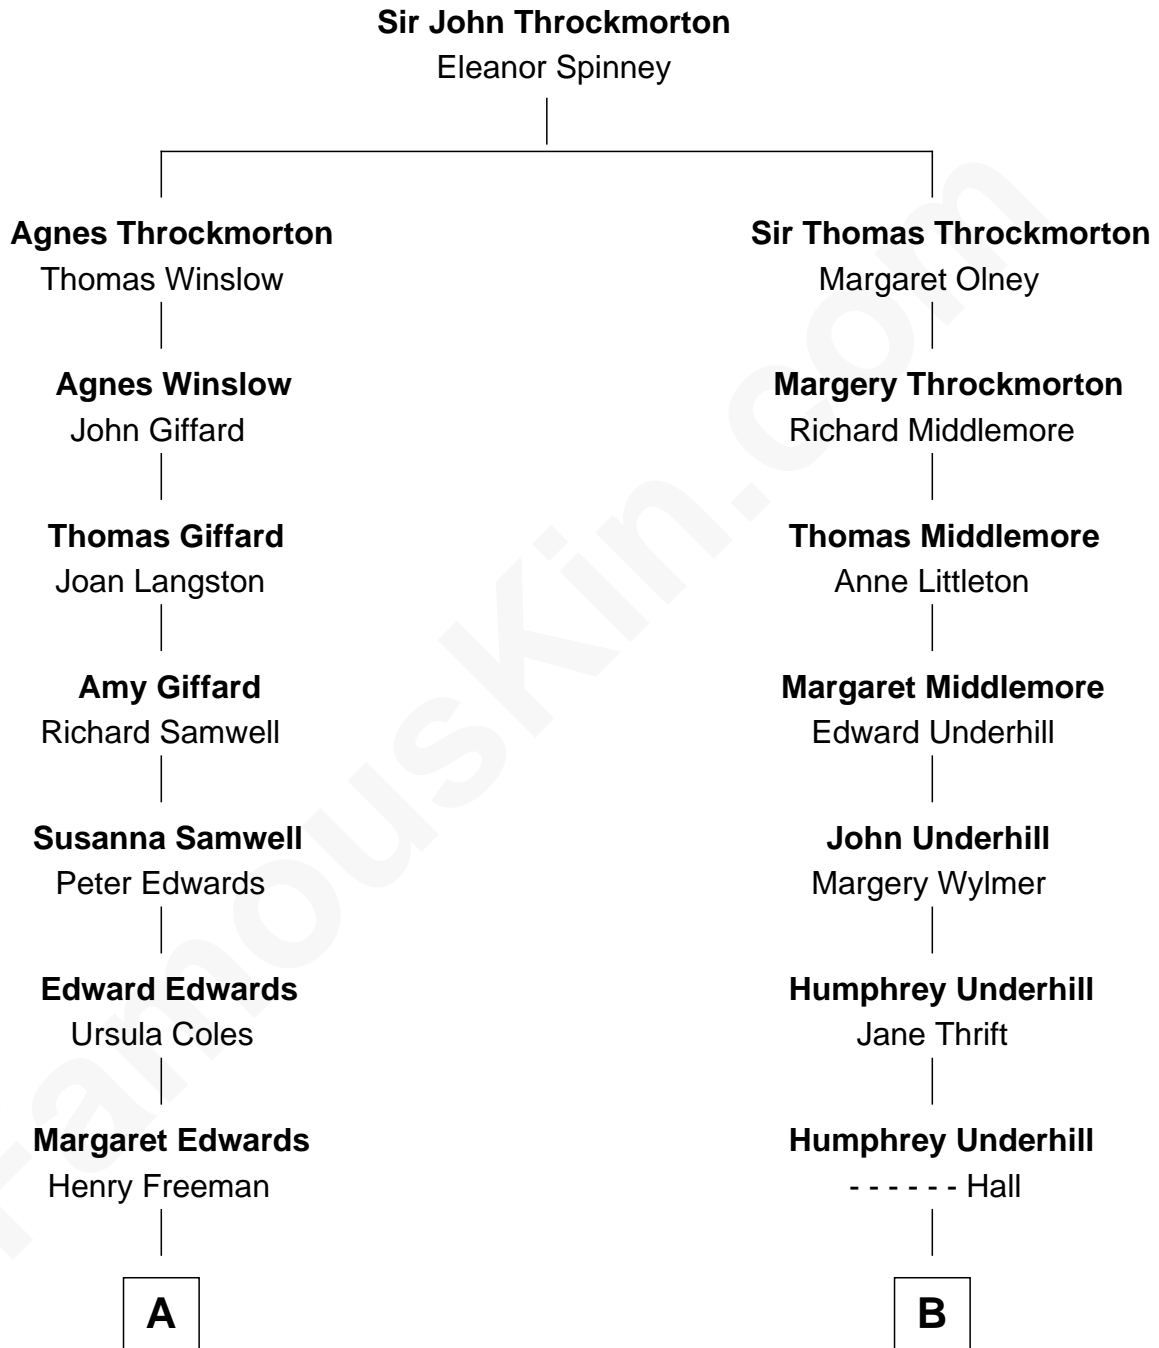 Sir John Throckmorton
Eleanor Spinney
Agnes Throckmorton
Thomas Winslow
Agnes Winslow
John Giffard
Thomas Giffard
Joan Langston
Amy Giffard
Richard Samwell
Susanna Samwell
Peter Edwards
Edward Edwards
Ursula Coles
Margaret Edwards
Henry Freeman
A
Sir Thomas Throckmorton
Margaret Olney
Margery Throckmorton
Richard Middlemore
Thomas Middlemore
Anne Littleton
Margaret Middlemore
Edward Underhill
John Underhill
Margery Wylmer
Humphrey Underhill
Jane Thrift
Humphrey Underhill
- - - - - - Hall
B
FamousKin.com